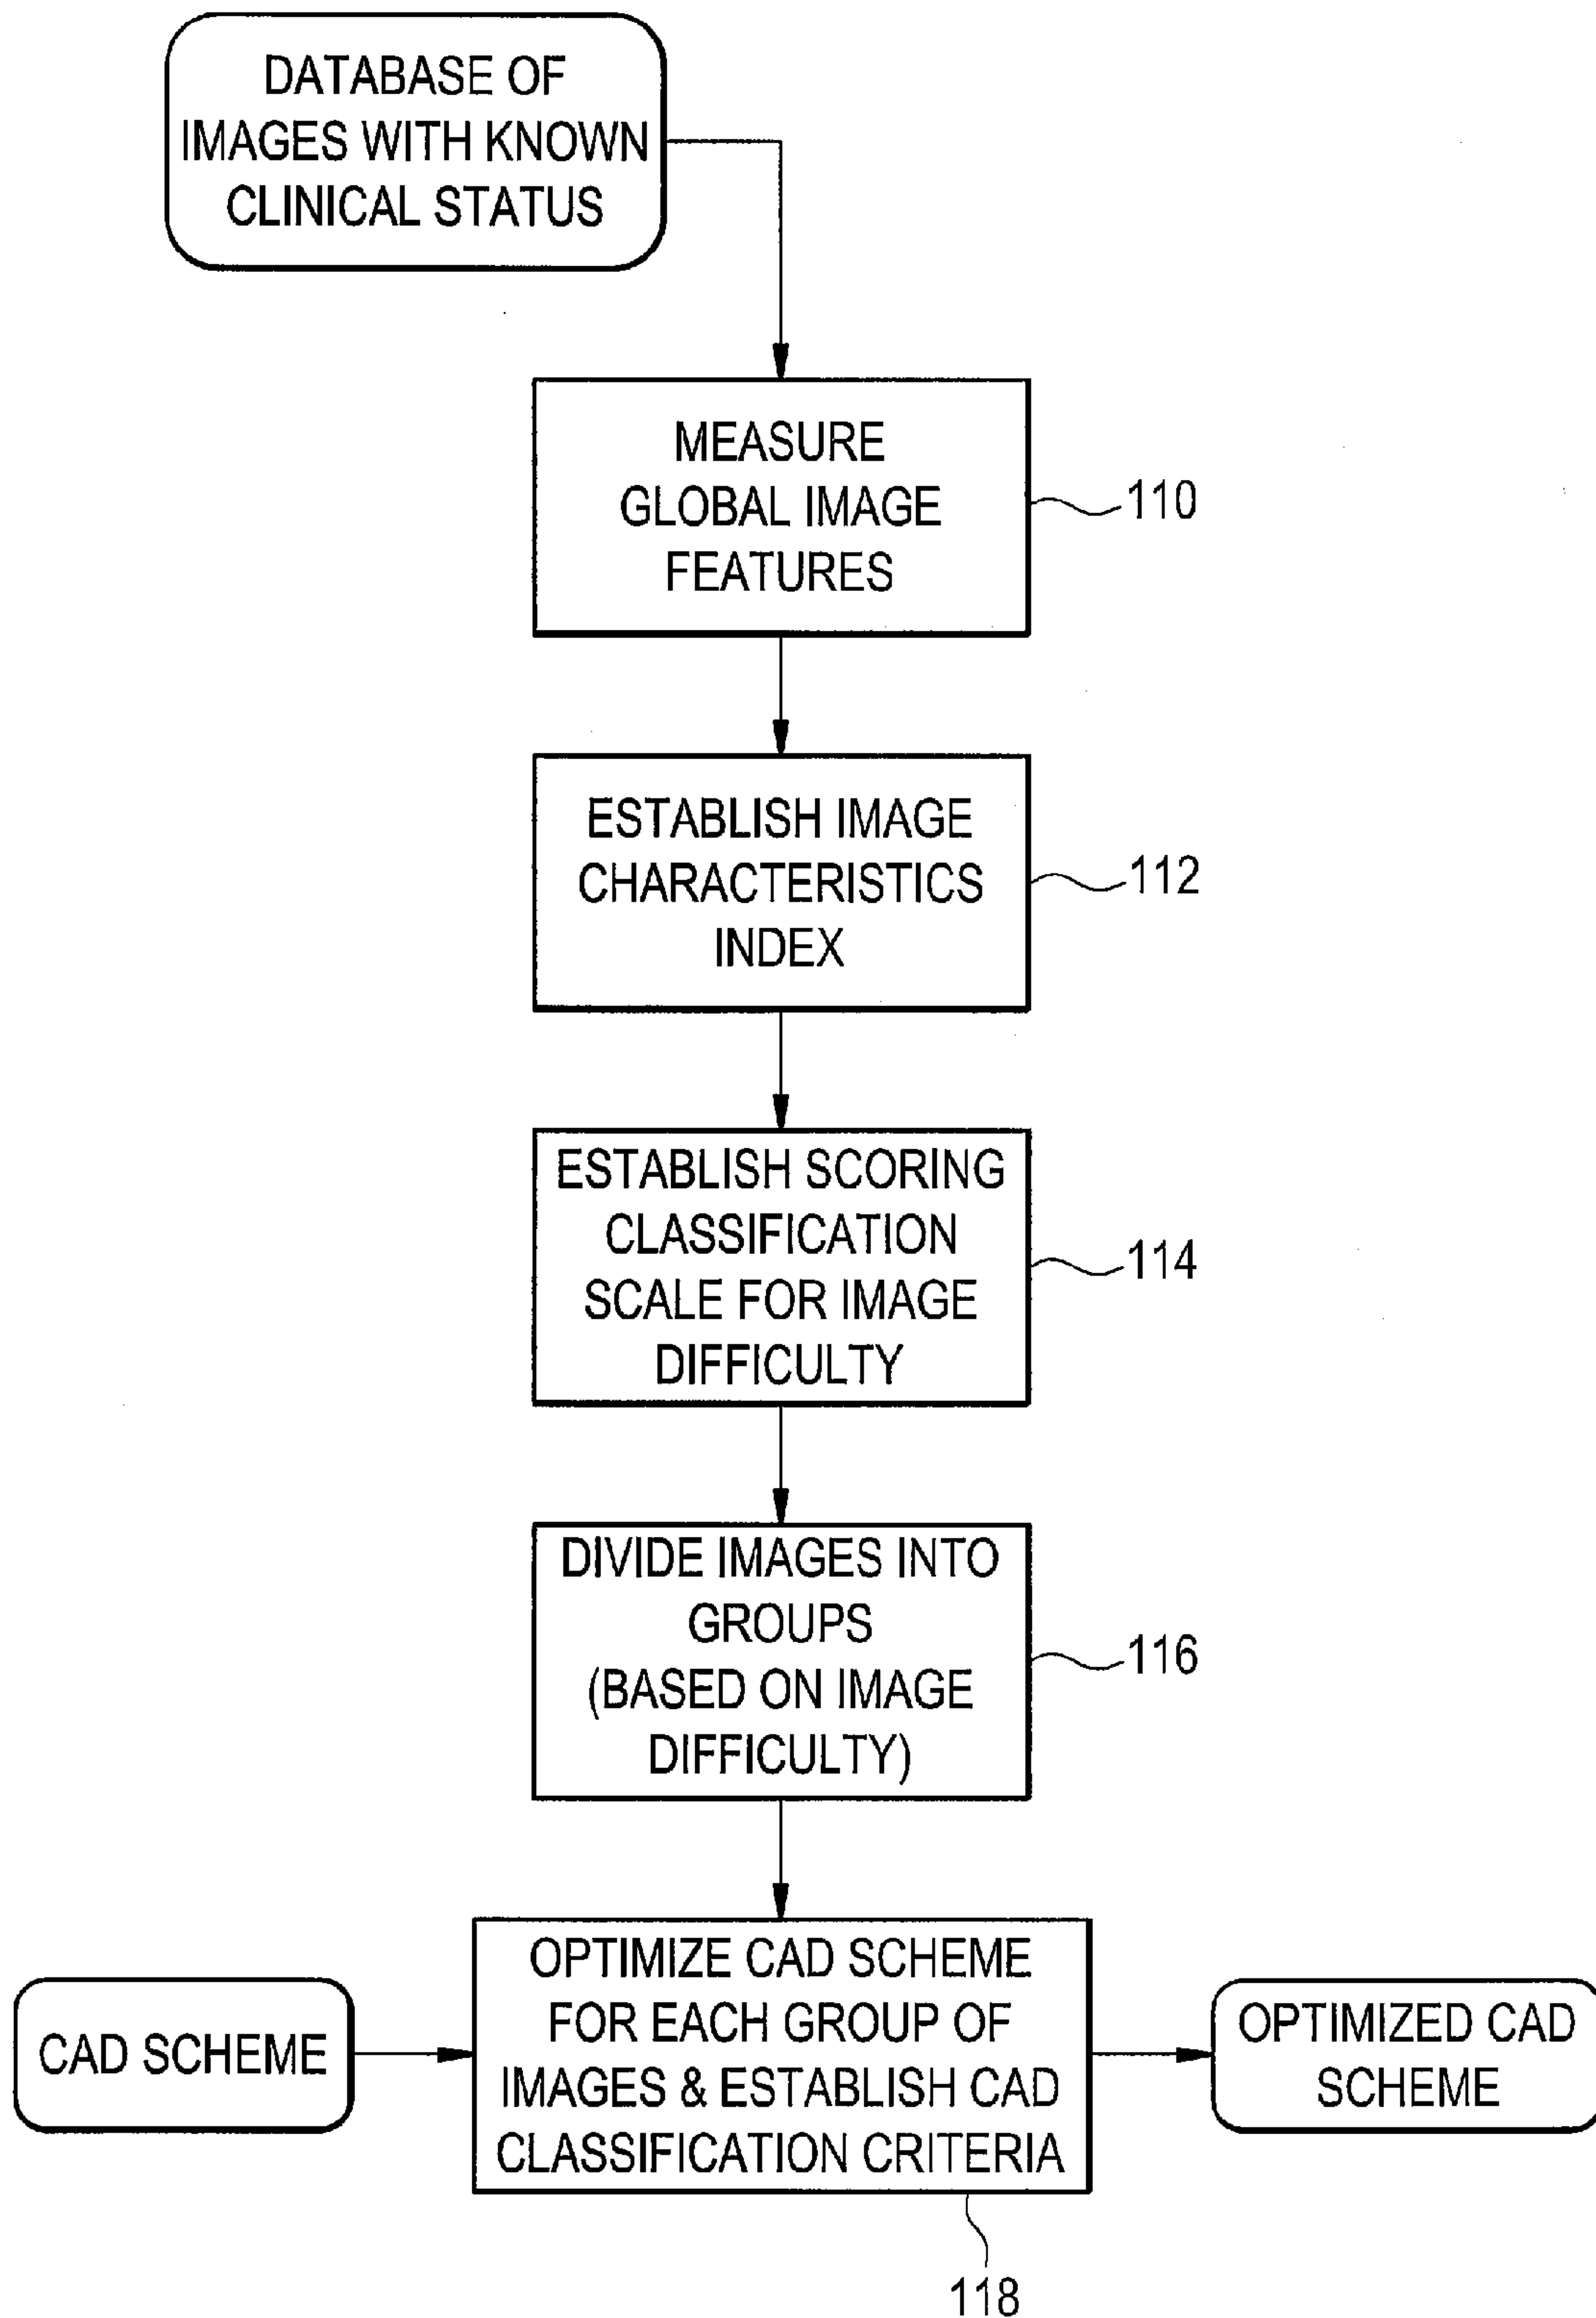 DATABASE OF
IMAGES WITH KNOWN
CLINICAL STATUS
MEASURE
GLOBAL IMAGE
FEATURES
110
ESTABLISH IMAGE
CHARACTERISTICS
INDEX
112
ESTABLISH SCORING
CLASSIFICATION
SCALE FOR IMAGE
DIFFICULTY
114
DIVIDE IMAGES INTO
GROUPS
(BASED ON IMAGE
DIFFICULTY)
116
CAD SCHEME
OPTIMIZE CAD SCHEME
FOR EACH GROUP OF
IMAGES & ESTABLISH CAD
CLASSIFICATION CRITERIA
118
OPTIMIZED CAD
SCHEME